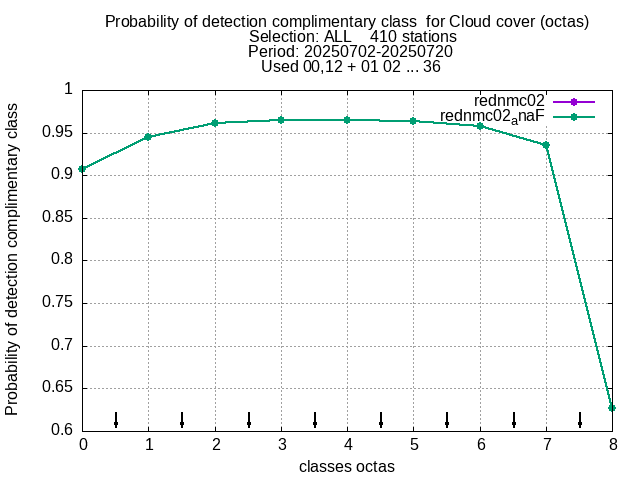 Probability of detection complimentary class  for Cloud cover (octas)
Selection: ALL    410 stations
Period: 20250702-20250720
Used 00,12 + 01 02 ... 36
rednmc02
rednmc02anaF
Probability of detection complimentary class
1
0.95
0.9
0.85
0.8
0.75
0.7
0.65
0.6
0 1 2 3 4 5 6 7 8
classes octas